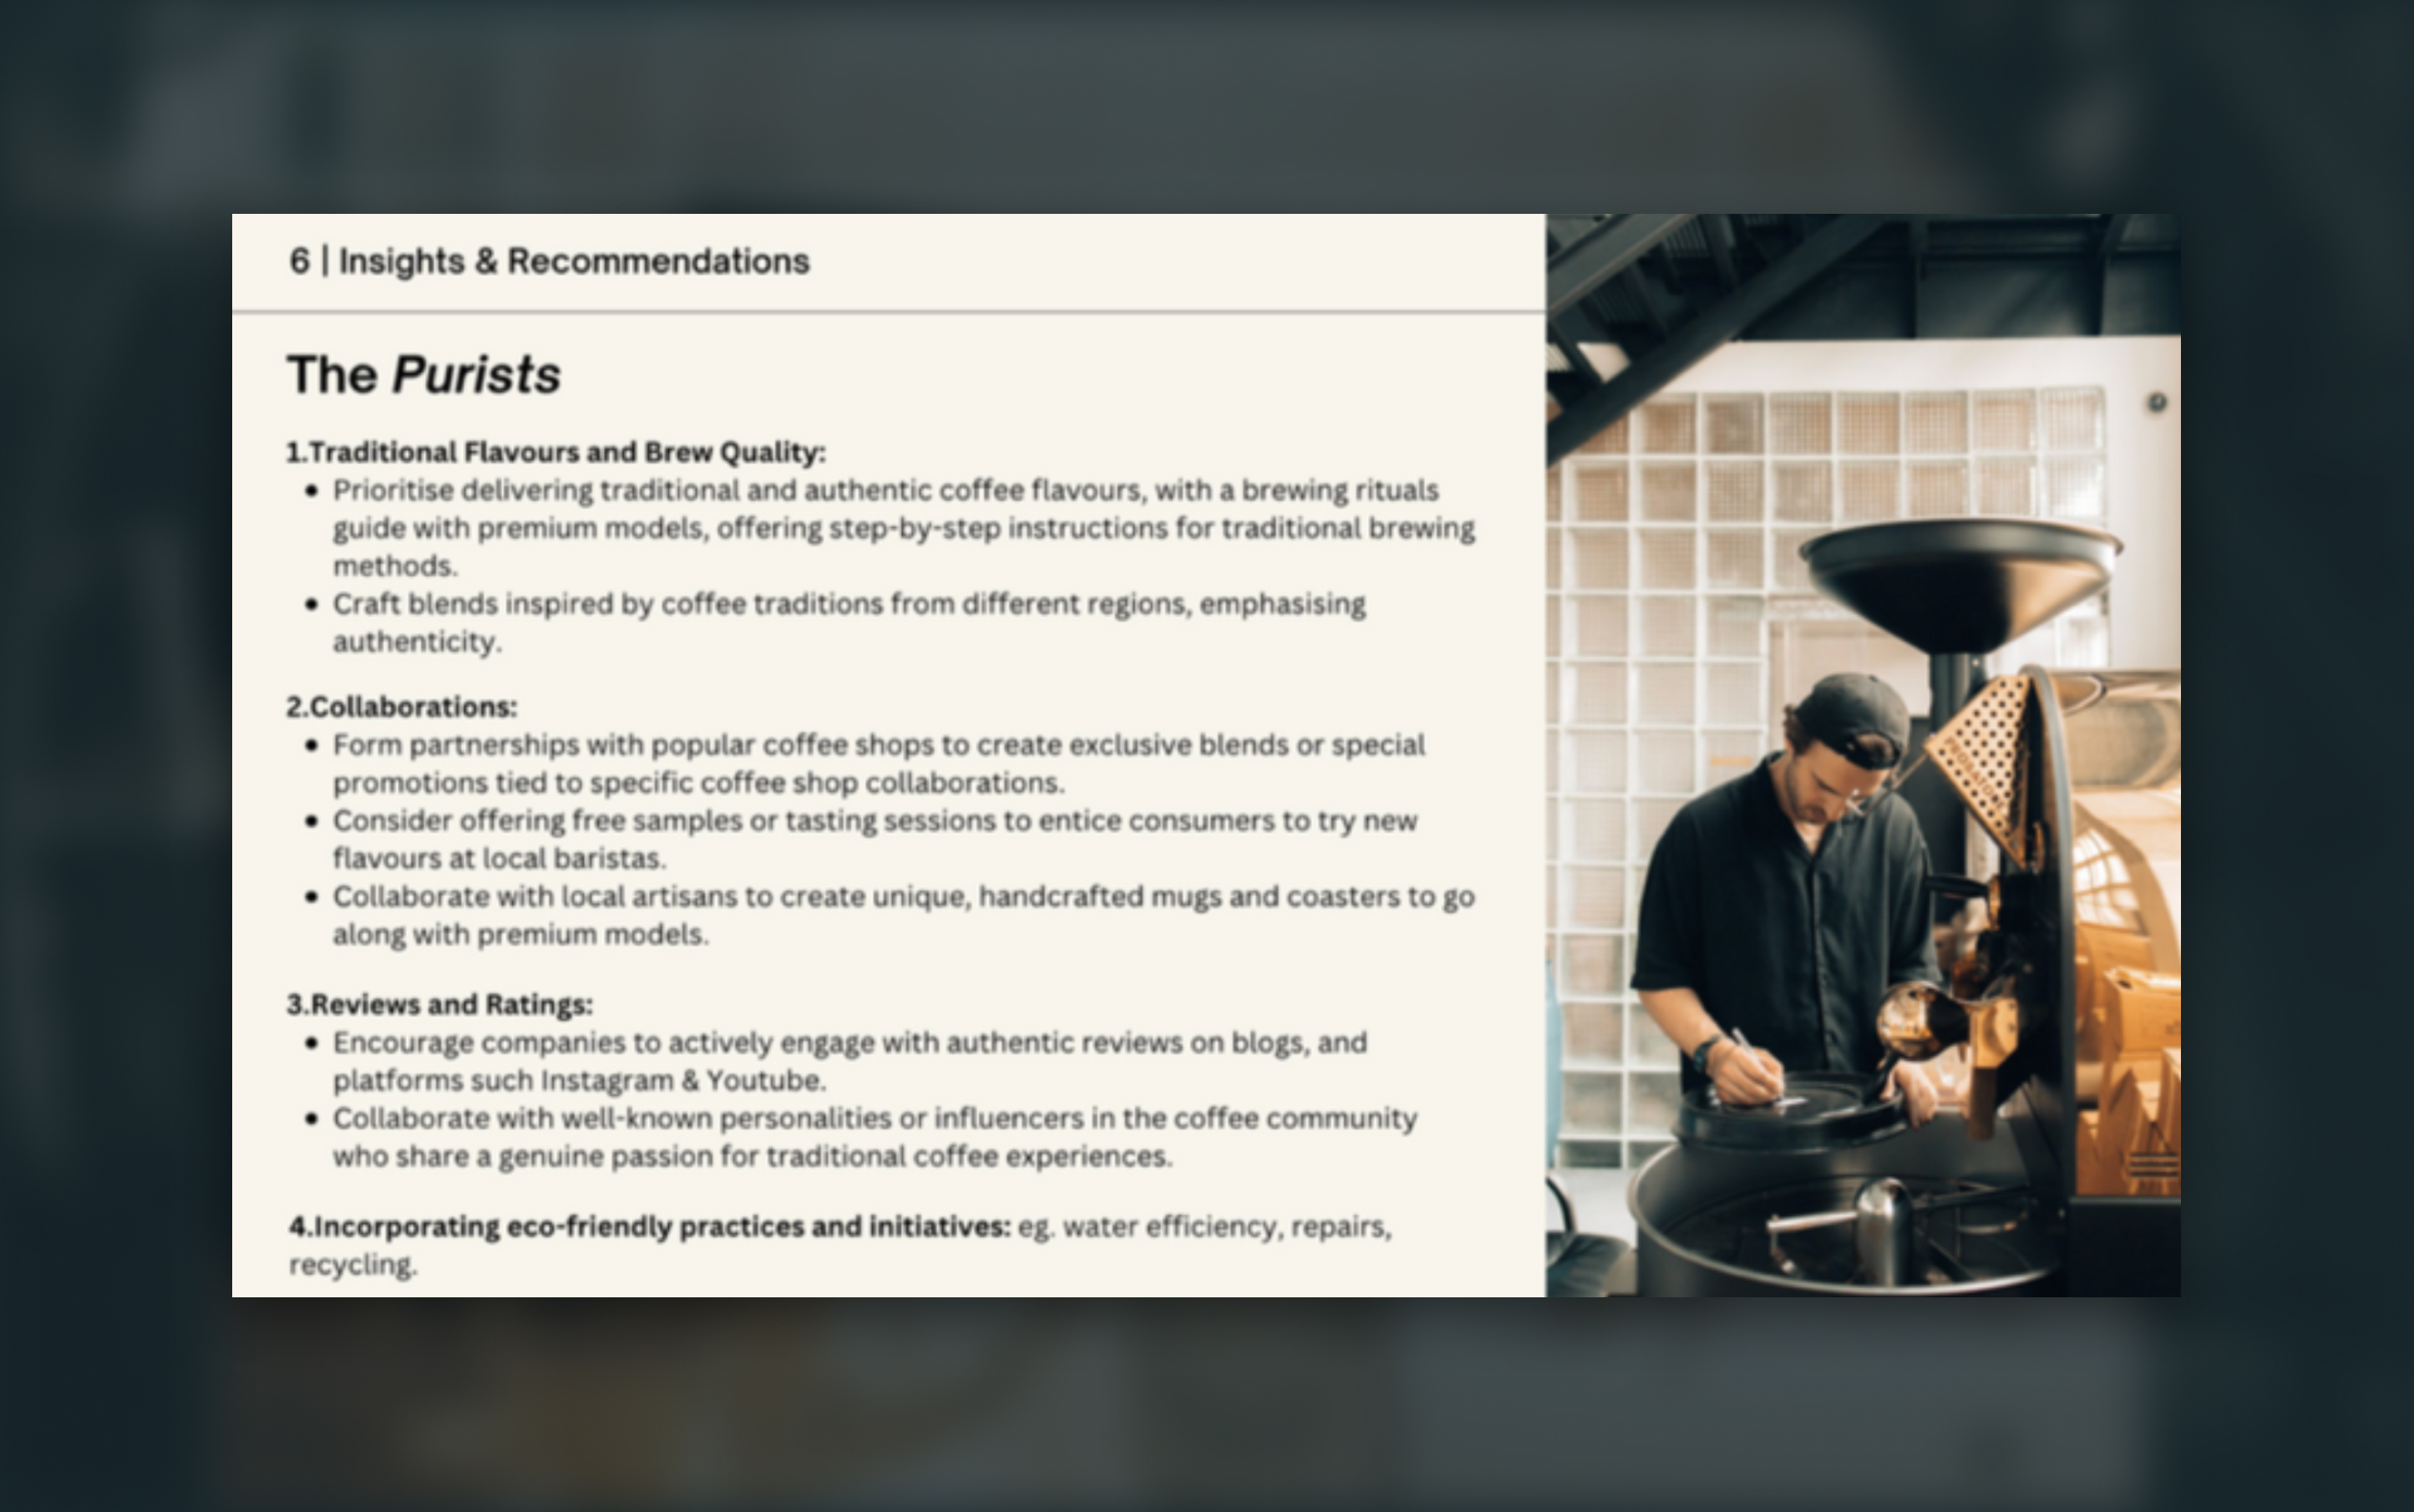 6 | Insights & Recommendations
The Purists
1.Traditional Flavours and Brew Quality:
• Prioritise delivering traditional and authentic coffee flavours, with a brewing rituals
guide with premium models, offering step-by-step instructions for traditional brewing
methods.
• Craft blends inspired by coffee traditions from different regions, emphasising
authenticity.
2.Collaborations:
• Form partnerships with popular coffee shops to create exclusive blends or special
promotions tied to specific coffee shop collaborations.
• Consider offering free samples or tasting sessions to entice consumers to try new
flavours at local baristas.
• Collaborate with local artisans to create unique, handcrafted mugs and coasters to go
along with premium models.
3.Reviews and Ratings:
• Encourage companies to actively engage with authentic reviews on blogs, and
platforms such Instagram & Youtube.
• Collaborate with well-known personalities or influencers in the coffee community
who share a genuine passion for traditional coffee experiences.
4.Incorporating eco-friendly practices and initiatives: eg. water efficiency, repairs,
recycling.